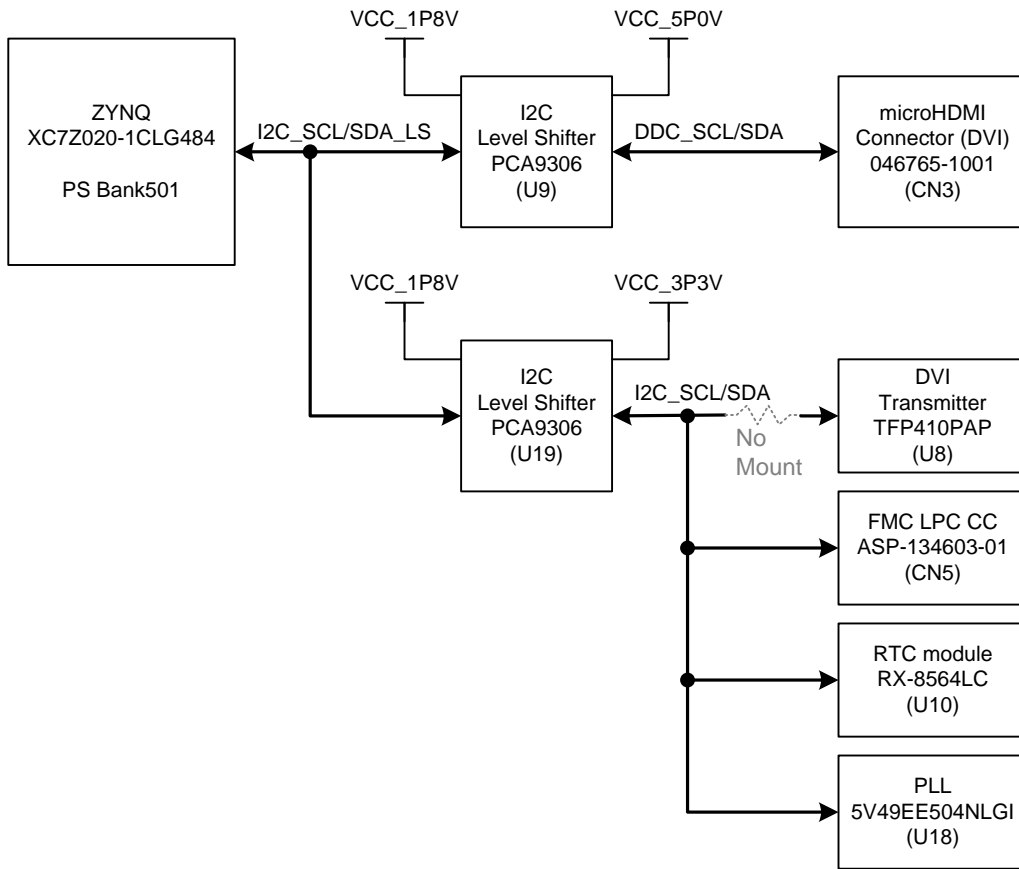 VCC_1P8V
VCC_5P0V
ZYNQ
XC7Z020-1CLG484
PS Bank501
I2C_SCL/SDA_LS
I2C
Level Shifter
PCA9306
(U9)
DDC_SCL/SDA
microHDMI
Connector (DVI)
046765-1001
(CN3)
VCC_1P8V
VCC_3P3V
I2C
Level Shifter
PCA9306
(U19)
I2C_SCL/SDA
No
Mount
DVI
Transmitter
TFP410PAP
(U8)
FMC LPC CC
ASP-134603-01
(CN5)
RTC module
RX-8564LC
(U10)
PLL
5V49EE504NLGI
(U18)